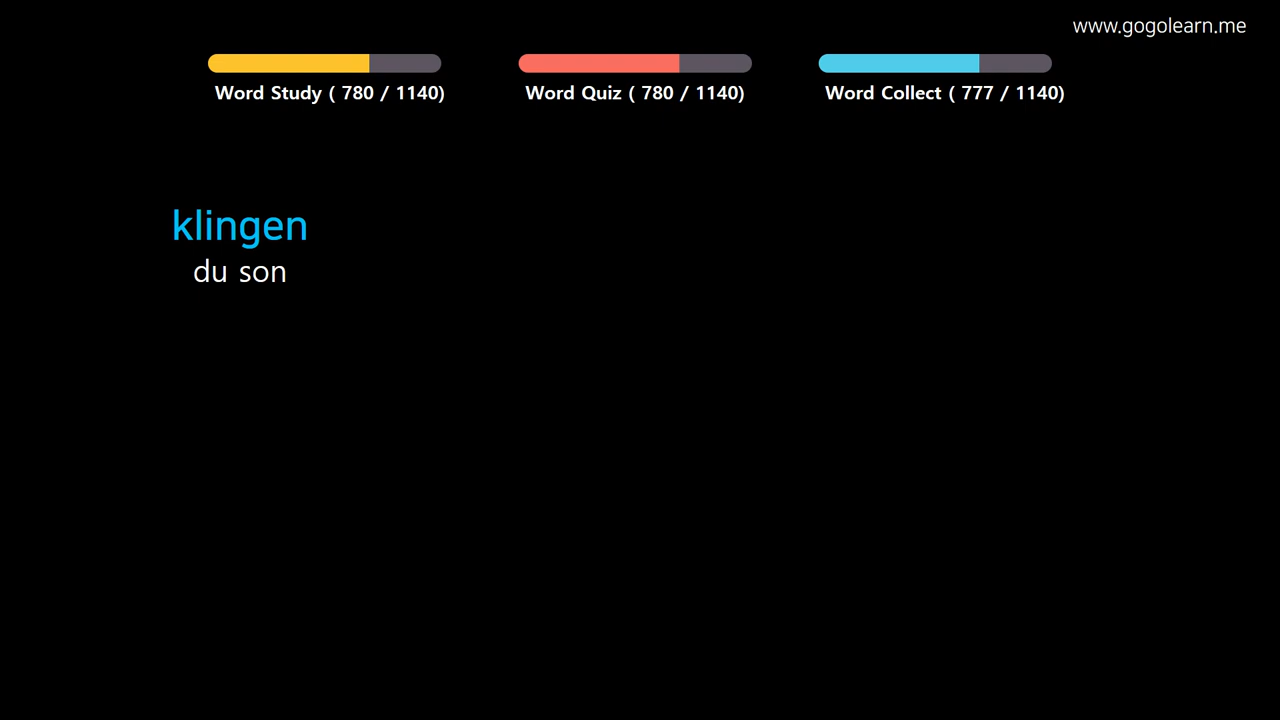 www.gogolearn.me
Word Study ( 780 / 1140)
Word Quiz ( 780 / 1140)
Word Collect ( 777 / 1140)
klingen
du son